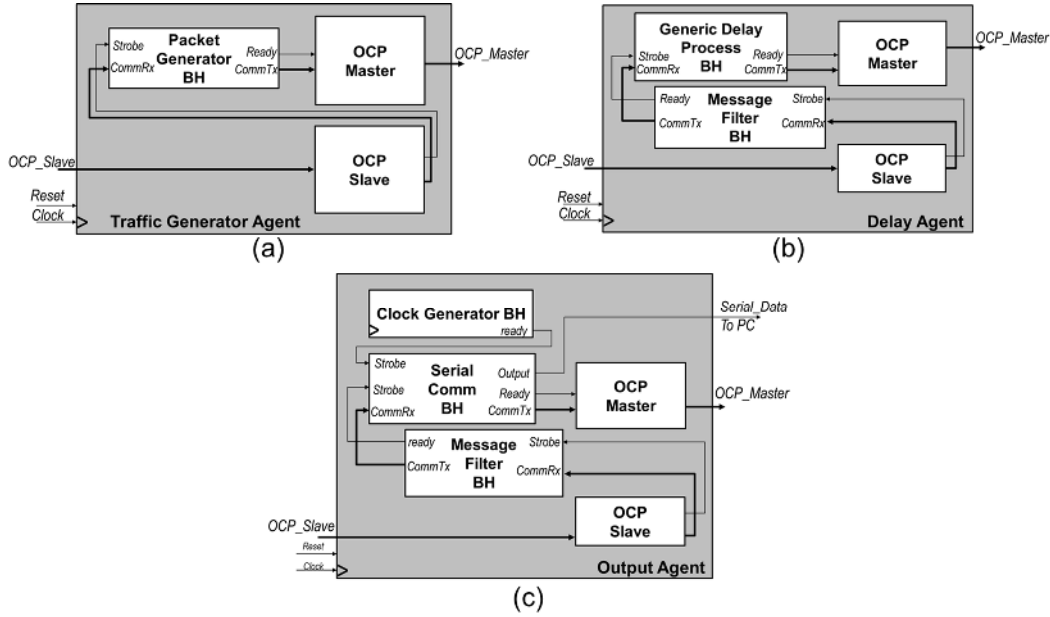 Strobe
CommRx
Packet
Generator
BH
Ready
CommTx
OCP
Master
OCP_Master
OCP_Slave
OCP
Slave
Reset
Clock
Traffic Generator Agent
(a)
Strobe
CommRx
Generic Delay
Process
BH
Ready
CommTx
OCP
Master
OCP_Master
Ready
CommTx
Message
Filter
BH
Strobe
CommRx
OCP_Slave
OCP
Slave
Reset
Clock
Delay Agent
(b)
Clock Generator BH
ready
Serial_Data
To PC
Strobe
Strobe
CommRx
Serial
Comm
BH
Output
Ready
CommTx
OCP
Master
OCP_Master
ready
CommTx
Message
Filter
BH
Strobe
CommRx
OCP_Slave
OCP
Slave
Reset
Clock
Output Agent
(c)